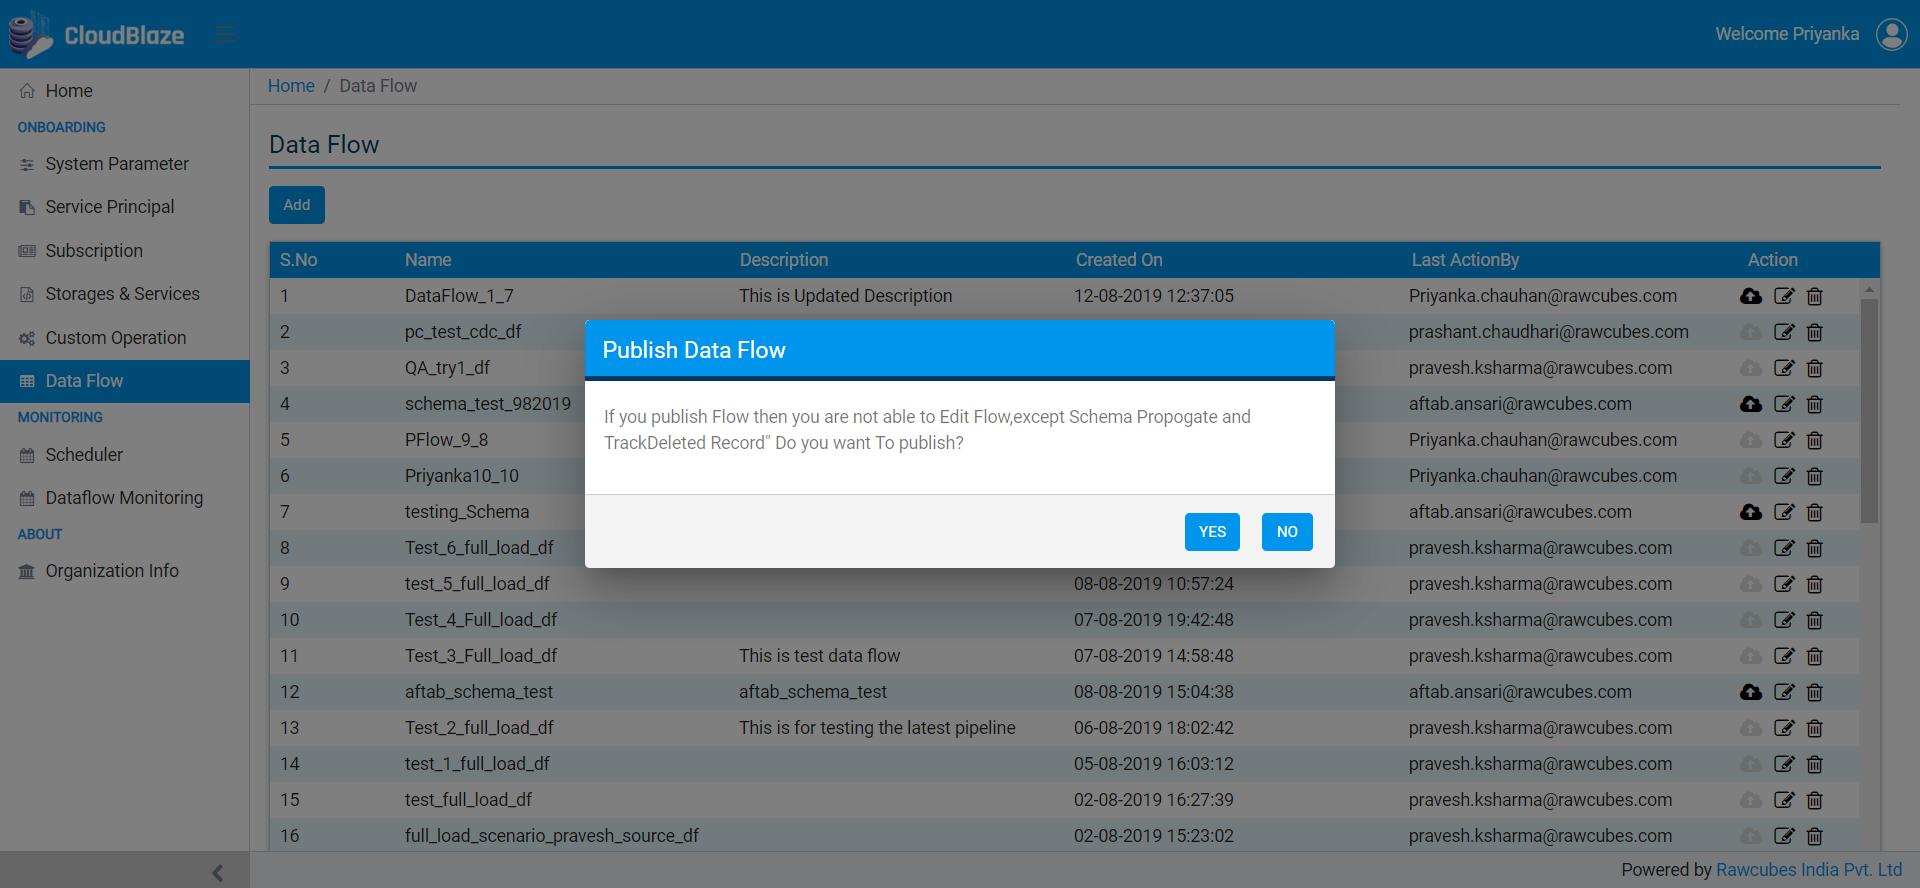 CloudBlaze
Welcome Priyanka
Home
ONBOARDING
System Parameter
Service Principal
Subscription
Storages & Services
Custom Operation
Data Flow
MONITORING
Scheduler
Dataflow Monitoring
ABOUT
Organization Info
Home / Data Flow
Data Flow
Add
S.No Name Description Created On Last ActionBy Action
1 DataFlow_1_7 This is Updated Description 12-08-2019 12:37:05 Priyanka.chauhan@rawcubes.com
2 pc_test_cdc_df prashant.chaudhari@rawcubes.com
3 QA_try1_df pravesh.ksharma@rawcubes.com
4 schema_test_982019 aftab.ansari@rawcubes.com
5 PFlow_9_8 Priyanka.chauhan@rawcubes.com
6 Priyanka10_10 Priyanka.chauhan@rawcubes.com
7 testing_Schema aftab.ansari@rawcubes.com
8 Test_6_full_load_df pravesh.ksharma@rawcubes.com
9 test_5_full_load_df 08-08-2019 10:57:24 pravesh.ksharma@rawcubes.com
10 Test_4_Full_load_df 07-08-2019 19:42:48 pravesh.ksharma@rawcubes.com
11 Test_3_Full_load_df This is test data flow 07-08-2019 14:58:48 pravesh.ksharma@rawcubes.com
12 aftab_schema_test aftab_schema_test 08-08-2019 15:04:38 aftab.ansari@rawcubes.com
13 Test_2_full_load_df This is for testing the latest pipeline 06-08-2019 18:02:42 pravesh.ksharma@rawcubes.com
14 test_1_full_load_df 05-08-2019 16:03:12 pravesh.ksharma@rawcubes.com
15 test_full_load_df 02-08-2019 16:27:39 pravesh.ksharma@rawcubes.com
16 full_load_scenario_pravesh_source_df 02-08-2019 15:23:02 pravesh.ksharma@rawcubes.com
Publish Data Flow
If you publish Flow then you are not able to Edit Flow,except Schema Propogate and
TrackDeleted Record" Do you want To publish?
YES NO
Powered by Rawcubes India Pvt. Ltd